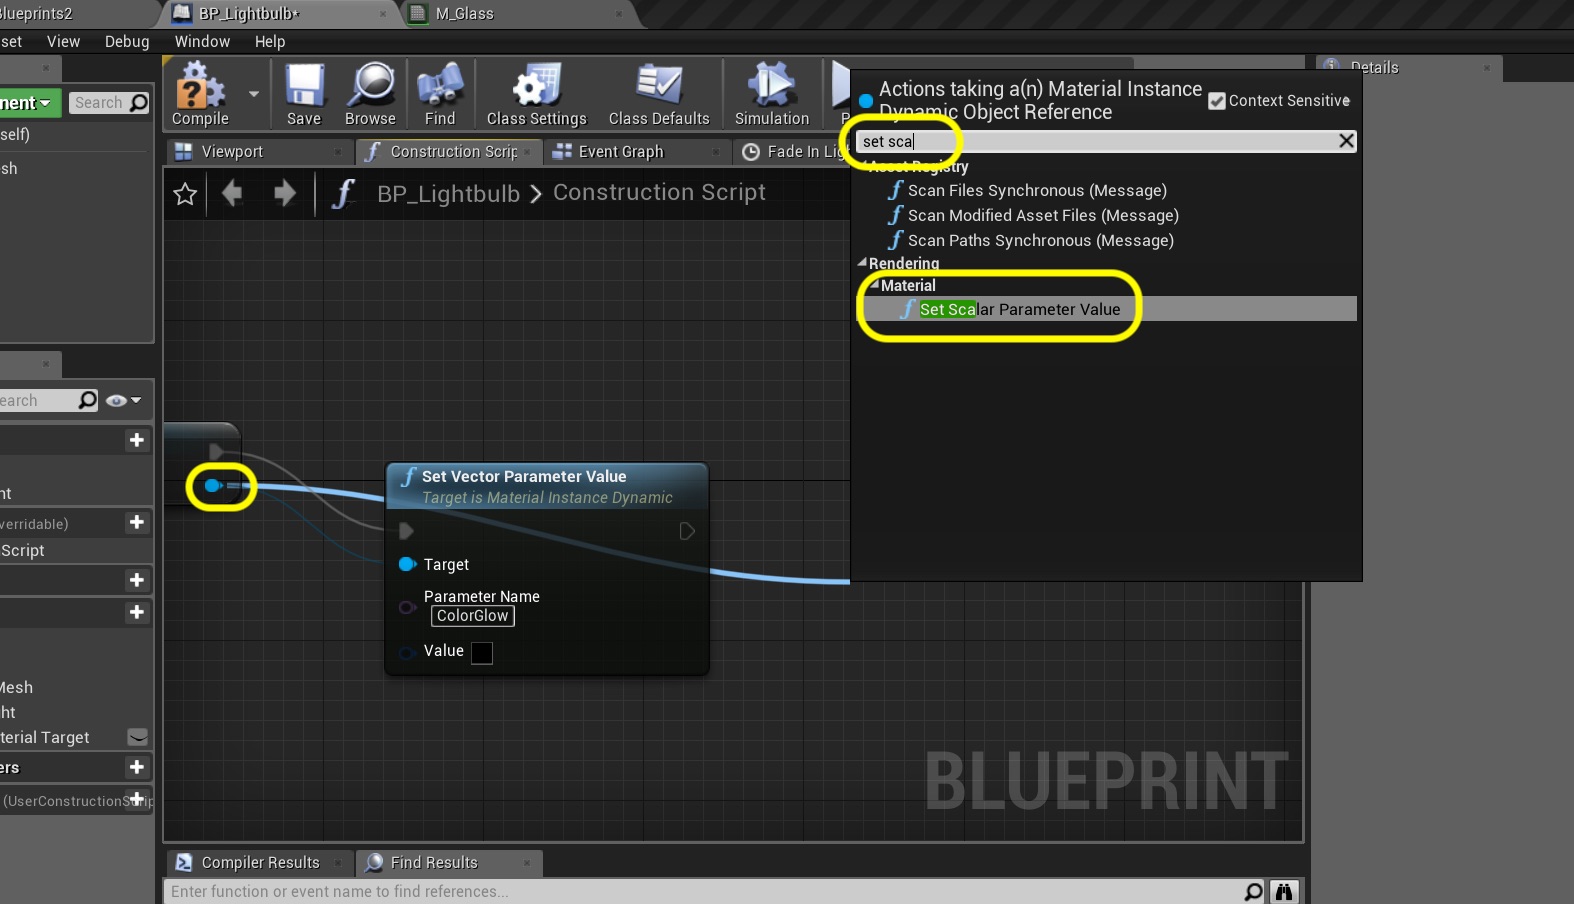 Blueprints2
BP_Lightbulb*
M_Glass
set View Debug Window Help
nent
Search
self)
sh
Compile
Save
Browse
Find
Class Settings
Class Defaults
Simulation
Details
Viewport
Construction Scrip
Event Graph
Fade In Lig
BP_Lightbulb > Construction Script
Actions taking a(n) Material Instance
Dynamic Object Reference
Context Sensitive
set sca
Asset Registry
Scan Files Synchronous (Message)
Scan Modified Asset Files (Message)
Scan Paths Synchronous (Message)
Rendering
Material
Set Scalar Parameter Value
earch
nt
verridable)
Script
Mesh
ht
terial Target
ers
(UserConstructionScrip
Set Vector Parameter Value
Target is Material Instance Dynamic
Target
Parameter Name
ColorGlow
Value
BLUEPRINT
Compiler Results
Find Results
Enter function or event name to find references...